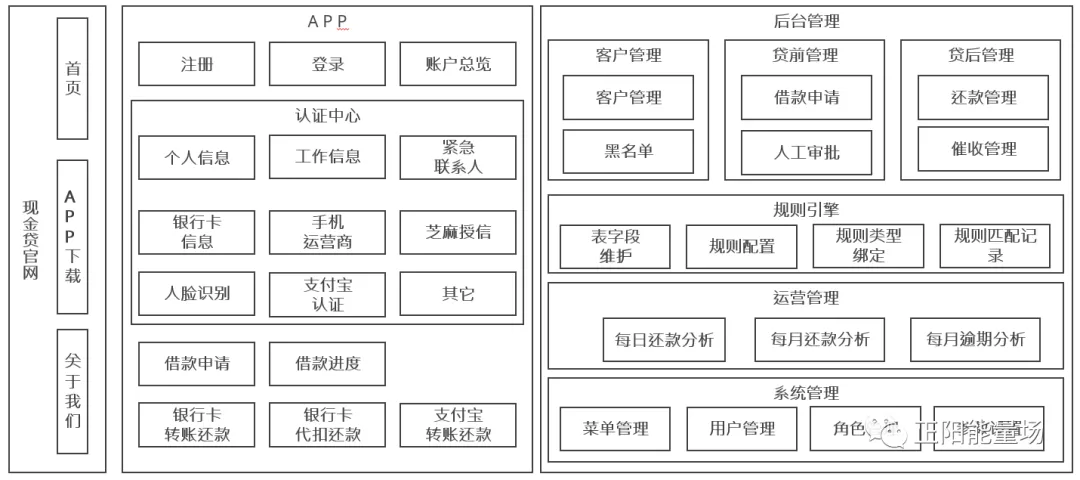 现金贷官网
首页
APP下载
关于我们
APP
注册
登录
账户总览
认证中心
个人信息
工作信息
紧急
联系人
银行卡
信息
手机
运营商
芝麻授信
人脸识别
支付宝
认证
其它
借款申请
借款进度
银行卡
转账还款
银行卡
代扣还款
支付宝
转账还款
后台管理
客户管理
客户管理
黑名单
贷前管理
借款申请
人工审批
贷后管理
还款管理
催收管理
规则引擎
表字段
维护
规则配置
规则类型
绑定
规则匹配记
录
运营管理
每日还款分析
每月还款分析
每月逾期分析
系统管理
菜单管理
用户管理
角色
正阳能量场